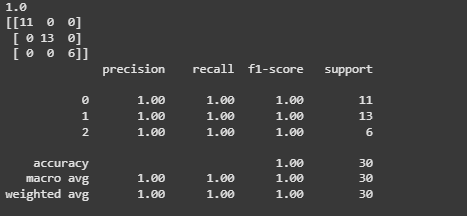 1.0
[[11  0  0]
 [ 0 13  0]
 [ 0  0  6]]
              precision    recall  f1-score   support

           0       1.00      1.00      1.00        11
           1       1.00      1.00      1.00        13
           2       1.00      1.00      1.00         6

    accuracy                           1.00        30
   macro avg       1.00      1.00      1.00        30
weighted avg       1.00      1.00      1.00        30